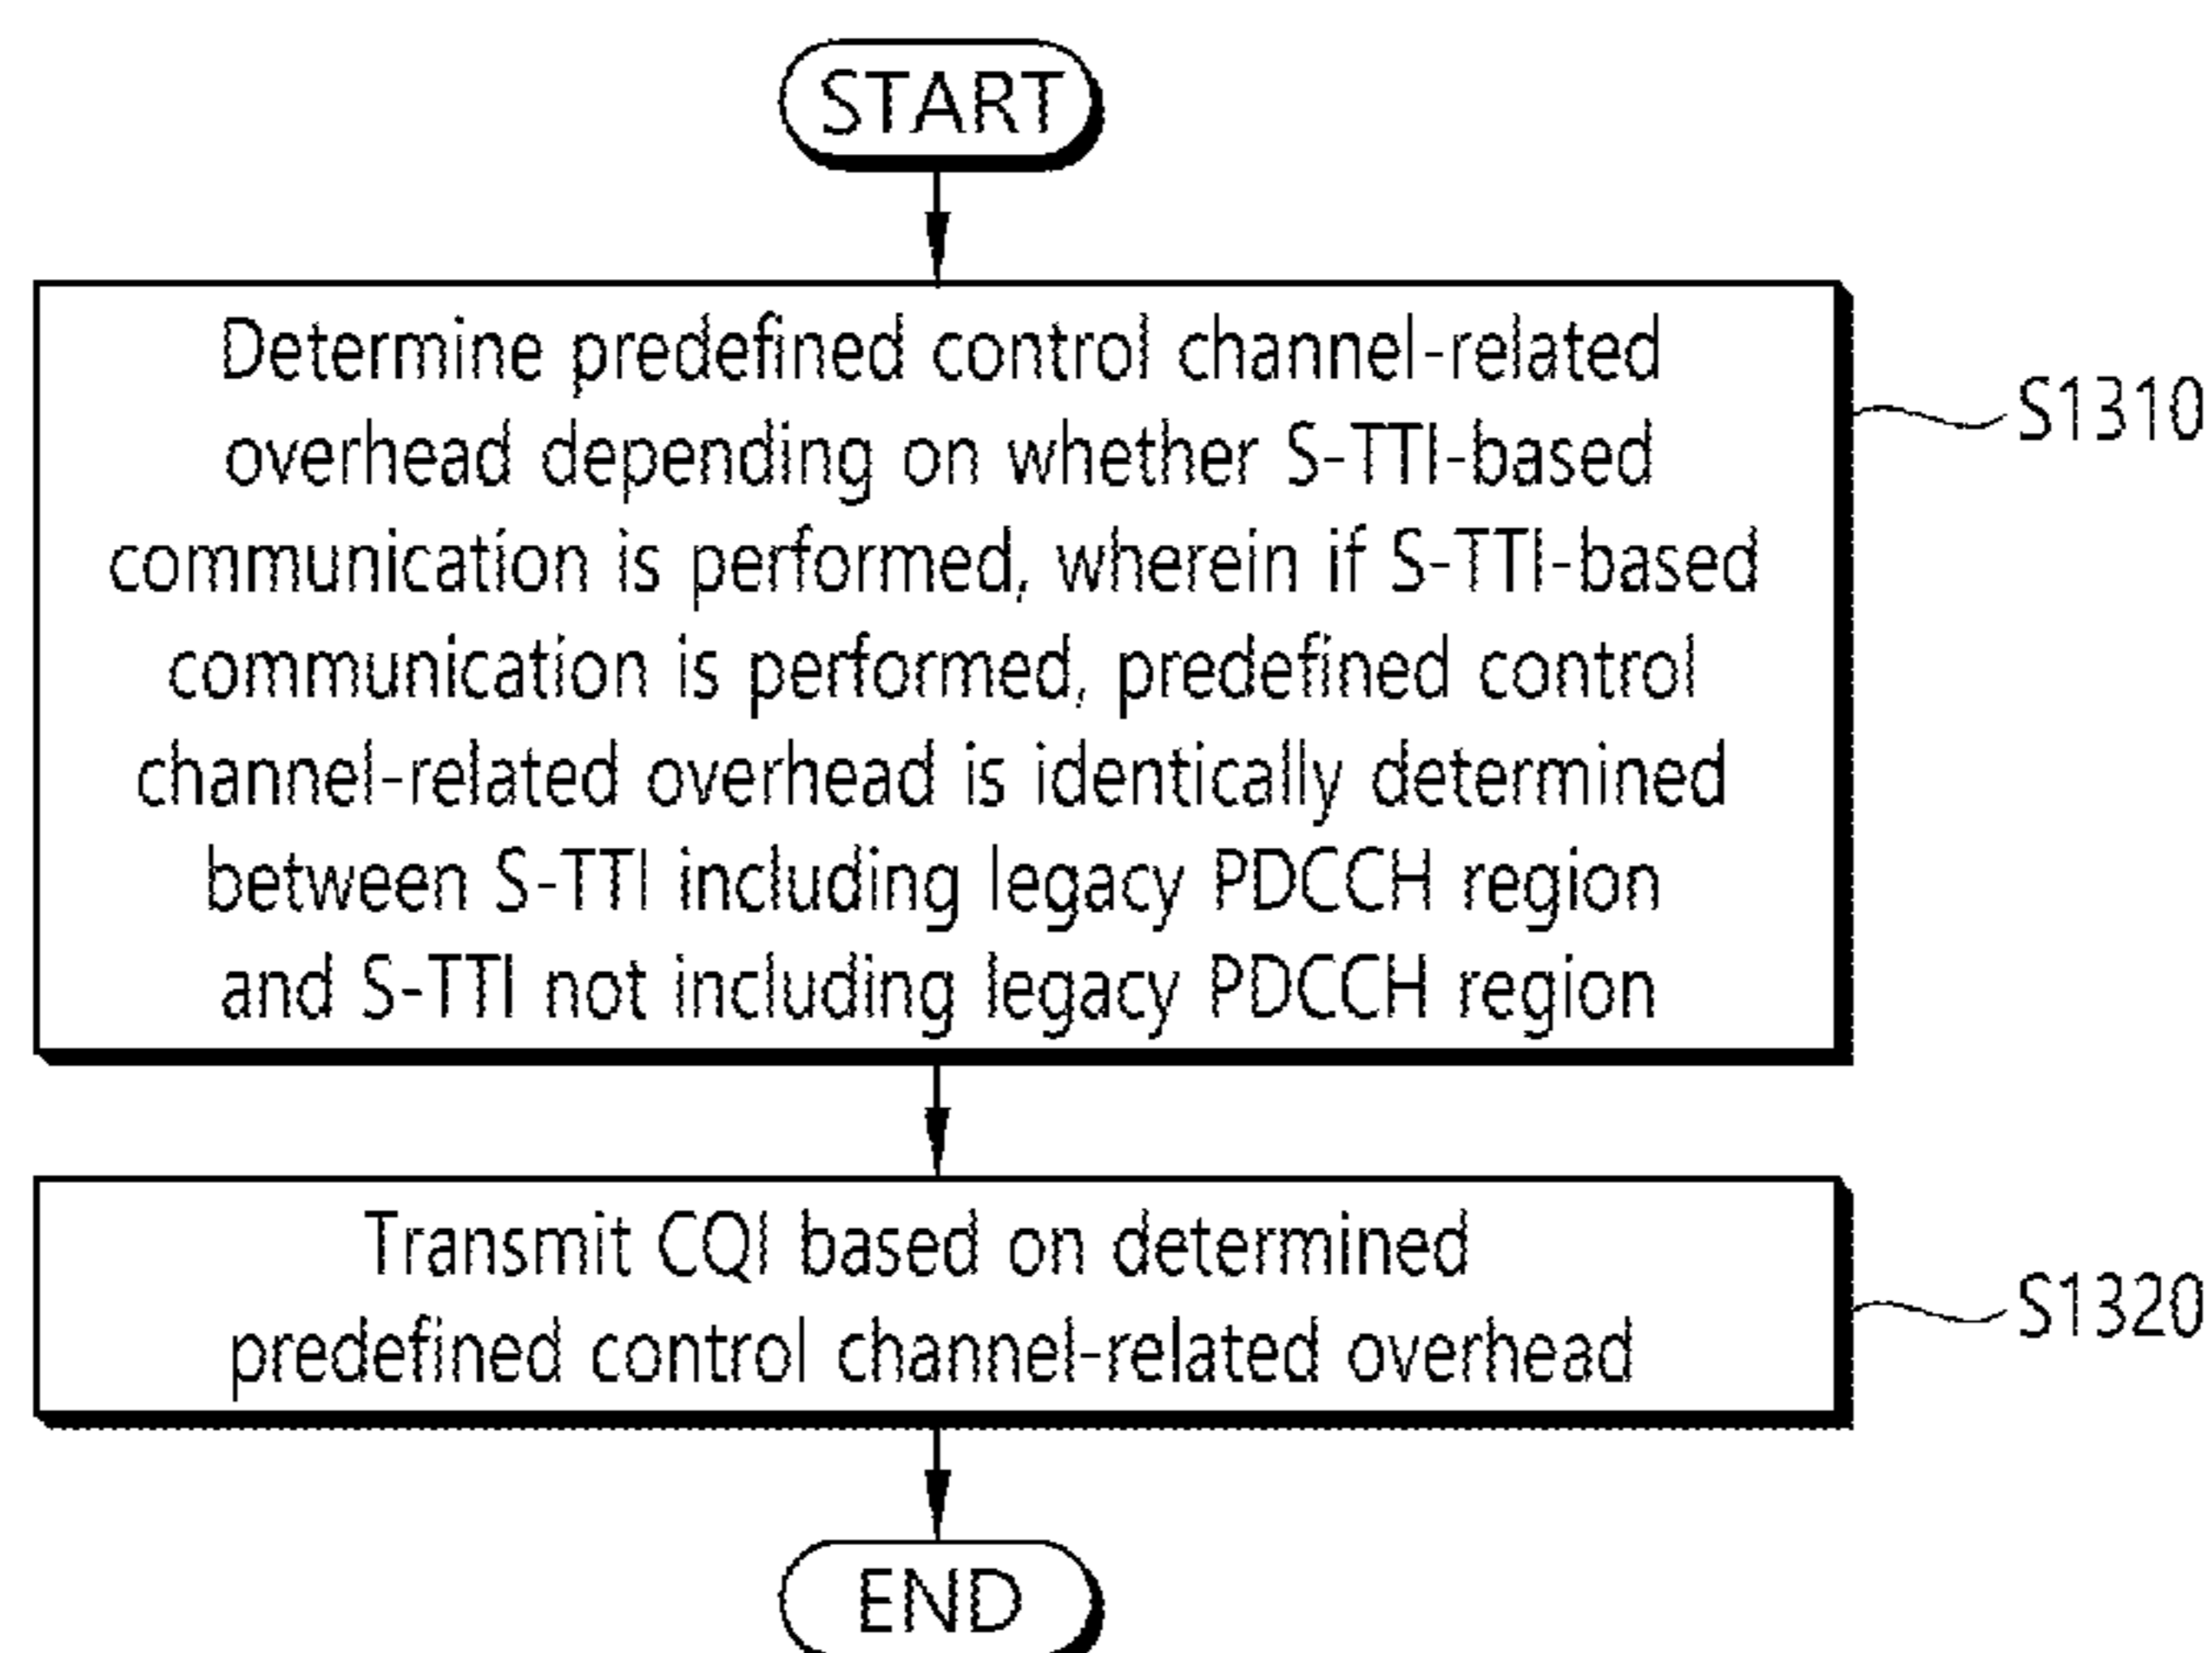 START
Determine predefined control channel-related
overhead depending on whether S-TTI-based
communication is performed, wherein if S-TTI-based
communication is performed, predefined control
channel-related overhead is identically determined
between S-TTI including legacy PDCCH region
and S-TTI not including legacy PDCCH region
S1310
Transmit CQI based on determined
predefined control channel-related overhead
S1320
END